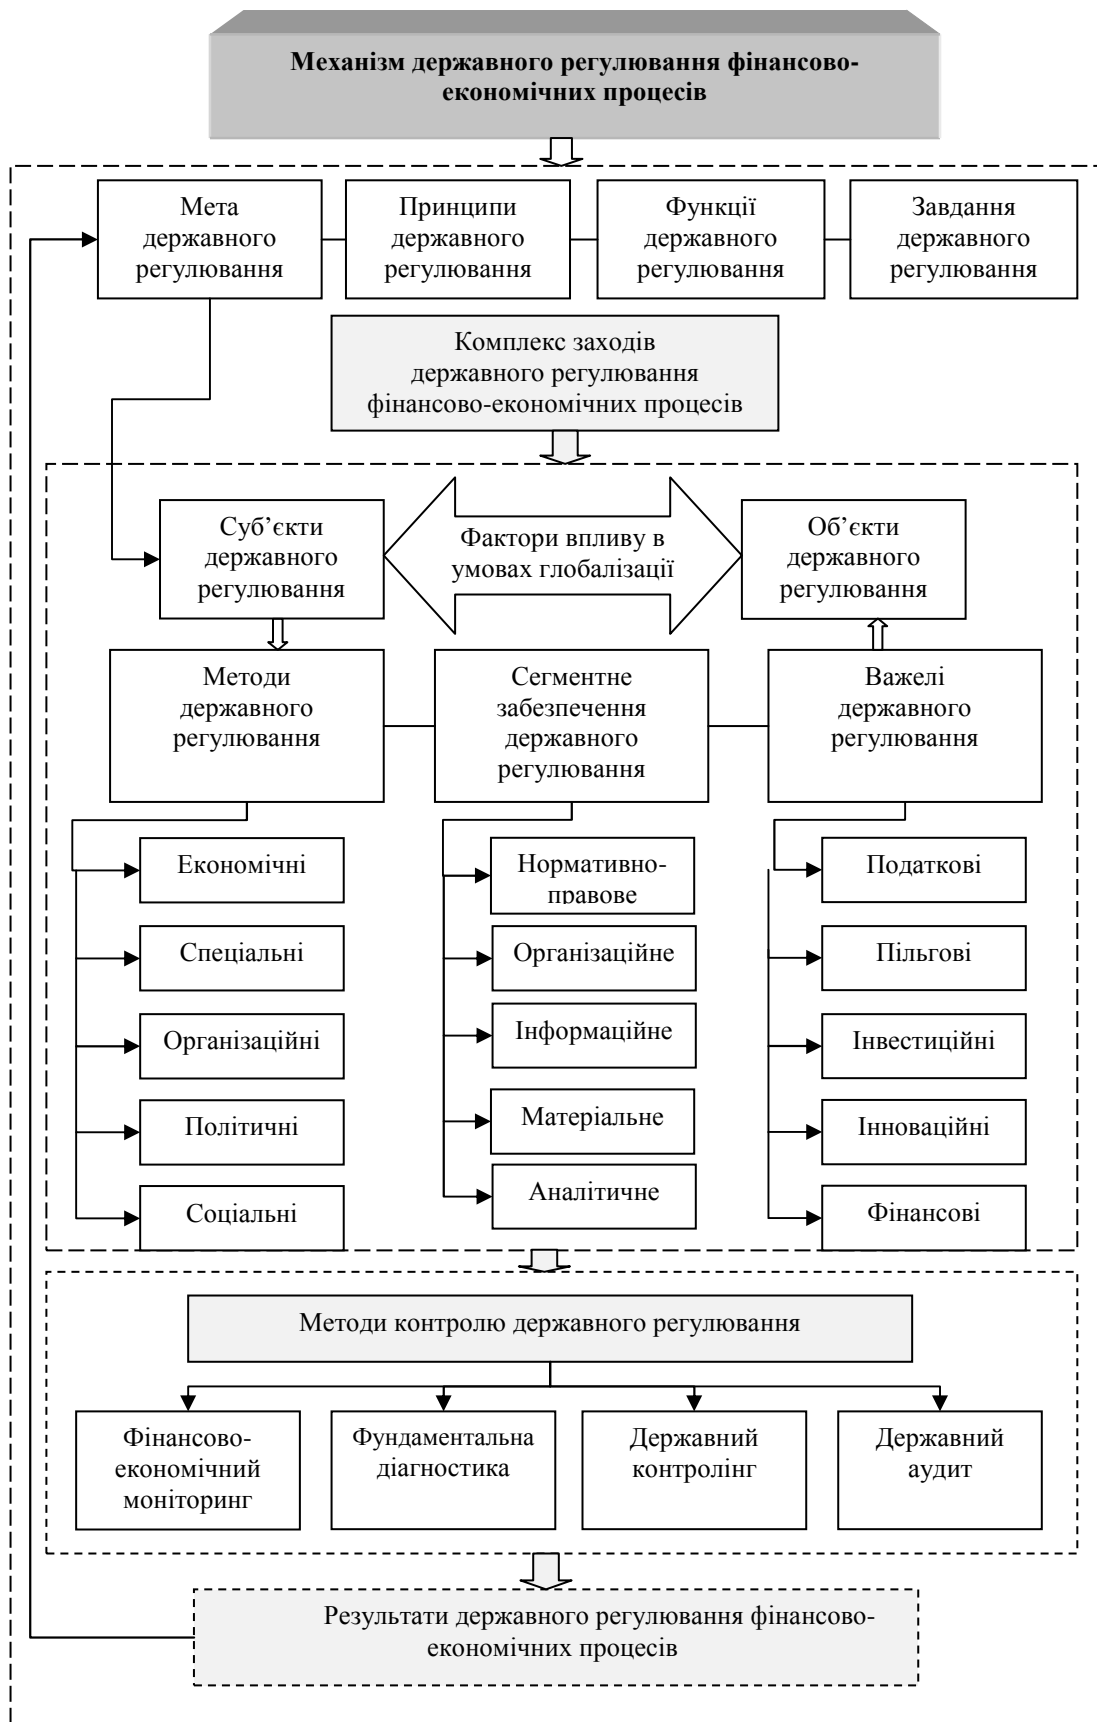 Механізм державного регулювання фінансово-
економічних процесів
Мета
державного
регулювання
Принципи
державного
регулювання
Функції
державного
регулювання
Завдання
державного
регулювання
Комплекс заходів
державного регулювання
фінансово-економічних процесів
Суб’єкти
державного
регулювання
Фактори впливу в
умовах глобалізації
Об’єкти
державного
регулювання
Методи
державного
регулювання
Сегментне
забезпечення
державного
регулювання
Важелі
державного
регулювання
Економічні
Спеціальні
Організаційні
Політичні
Соціальні
Нормативно-
правове
Організаційне
Інформаційне
Матеріальне
Аналітичне
Податкові
Пільгові
Інвестиційні
Інноваційні
Фінансові
Методи контролю державного регулювання
Фінансово-
економічний
моніторинг
Фундаментальна
діагностика
Державний
контролінг
Державний
аудит
Результати державного регулювання фінансово-
економічних процесів